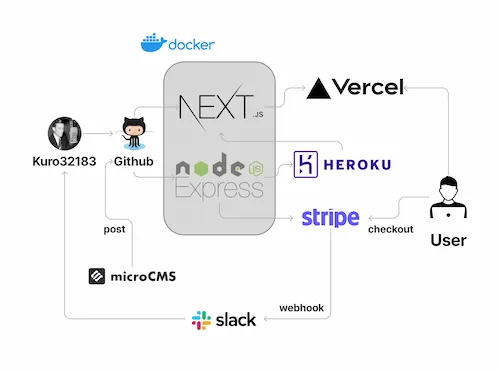 docker
NEXT.JS
Vercel
Kuro32183
Github
node
JS
Express
HEROKU
stripe
checkout
User
post
microCMS
webhook
slack